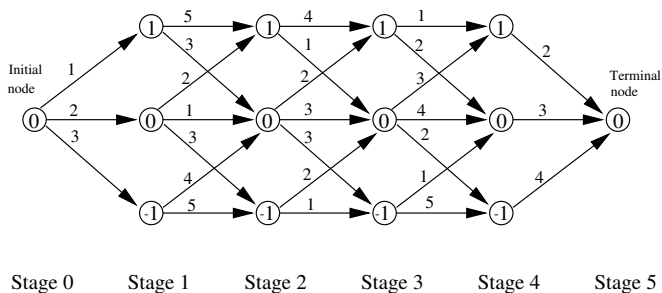 1 5 1 4 1 1 1
3 1 2 2
Initial node
1 2 2 3
Terminal node
0 2 0 1 0 3 0 4 0 3 0
3 3 3 2
4 2 1 4
-1 5 -1 1 -1 5 -1
Stage 0 Stage 1 Stage 2 Stage 3 Stage 4 Stage 5